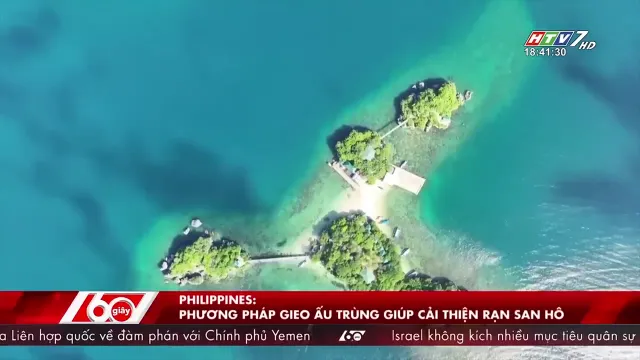 HTV7 HD
18:41:30
60 giây
PHILIPPINES:
PHƯƠNG PHÁP GIEO ẤU TRÙNG GIÚP CẢI THIỆN RẠN SAN HÔ
a Liên hợp quốc về đàm phán với Chính phủ Yemen 60 Israel không kích nhiều mục tiêu quân sự